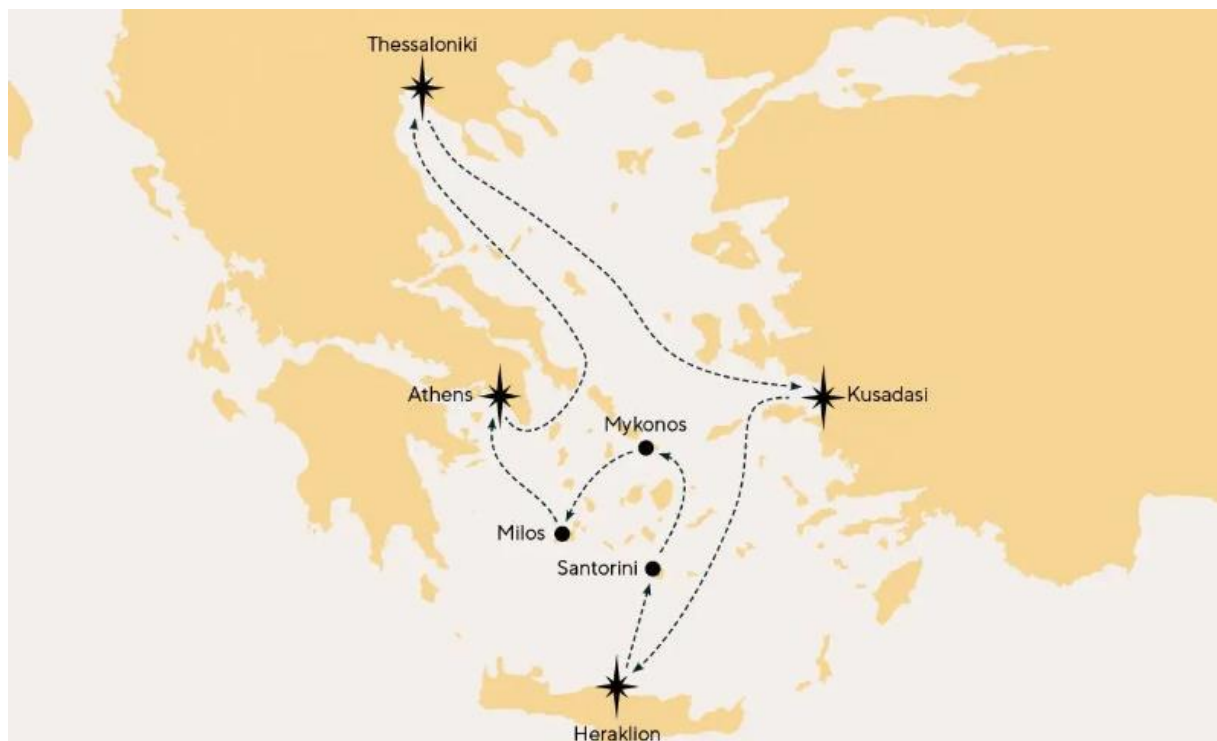 Thessaloniki
Athens
Kusadasi
Mykonos
Milos
Santorini
Heraklion